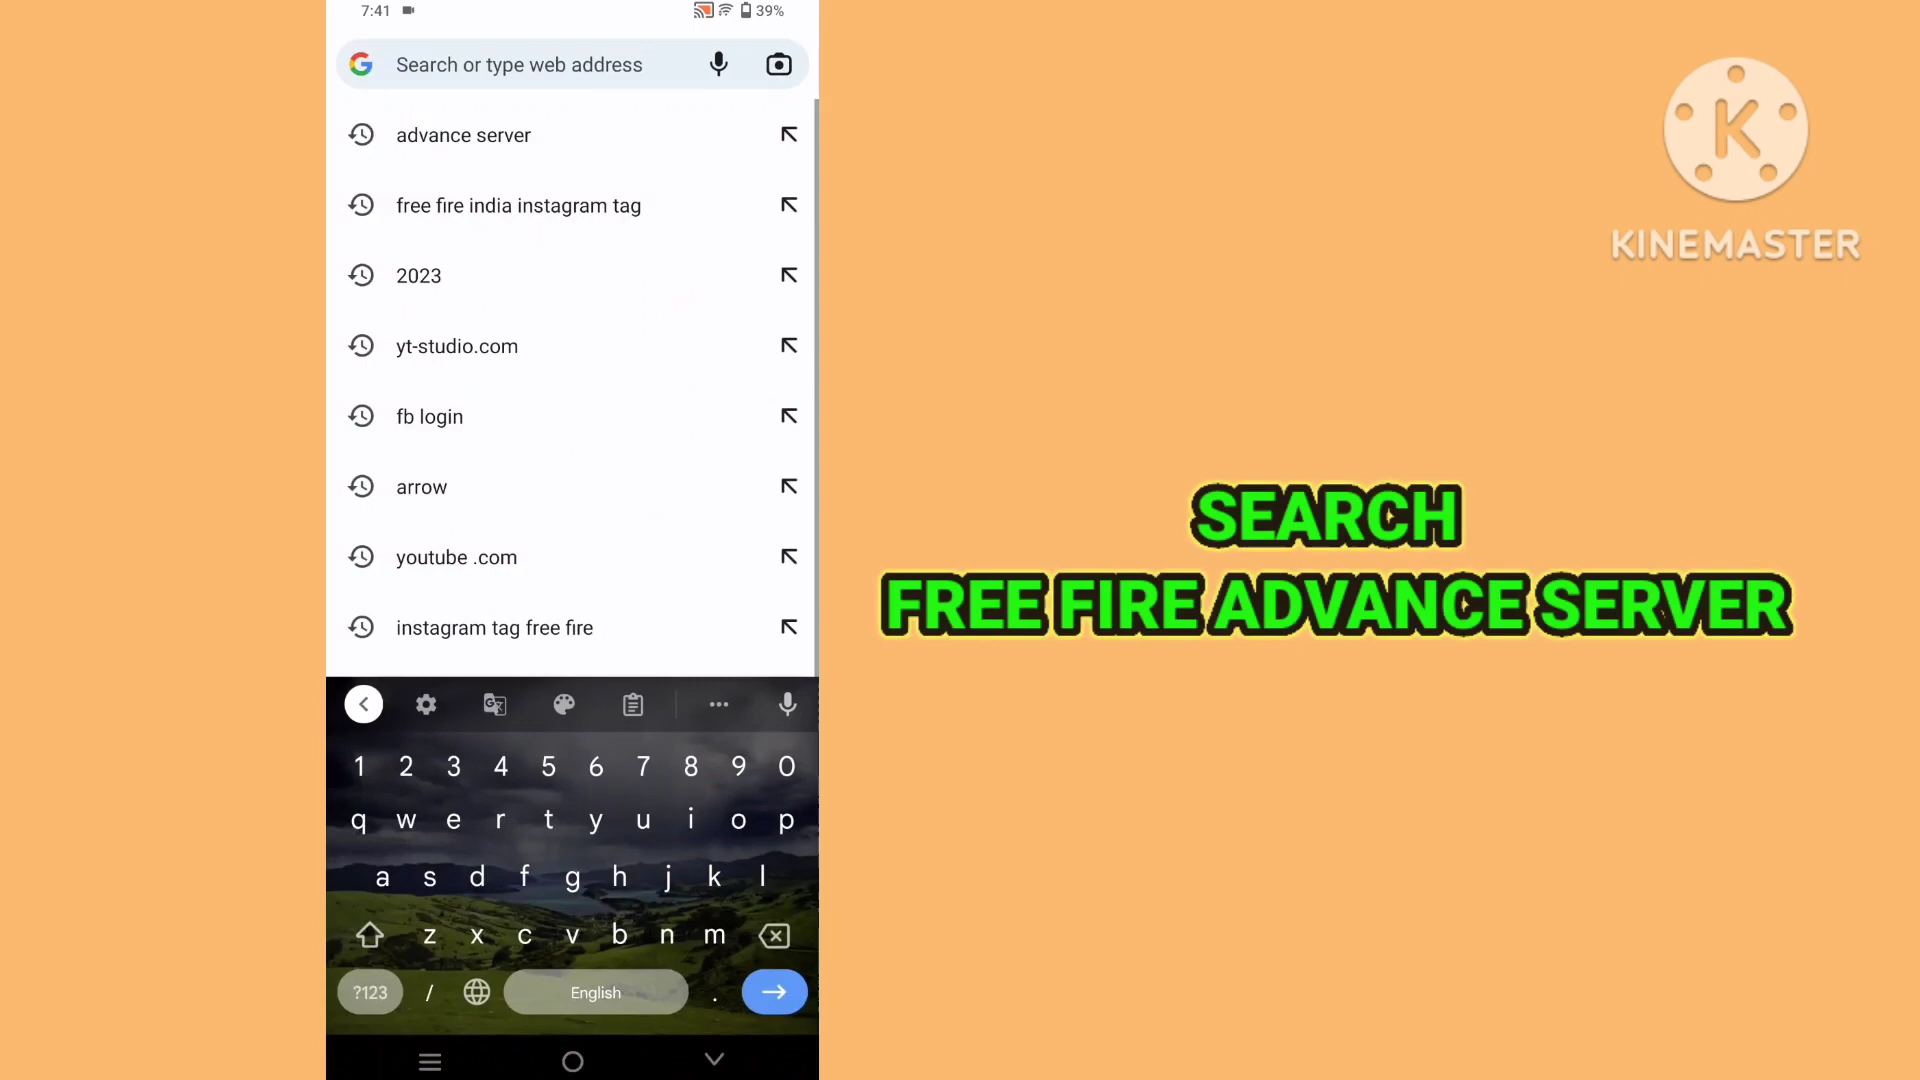 7:41
39%
Search or type web address
advance server
free fire india instagram tag
2023
yt-studio.com
fb login
arrow
youtube .com
instagram tag free fire
1 2 3 4 5 6 7 8 9 0
q w e r t y u i o p
a s d f g h j k l
z x c v b n m
?123 / English .
K
KINEMASTER
SEARCH
FREE FIRE ADVANCE SERVER